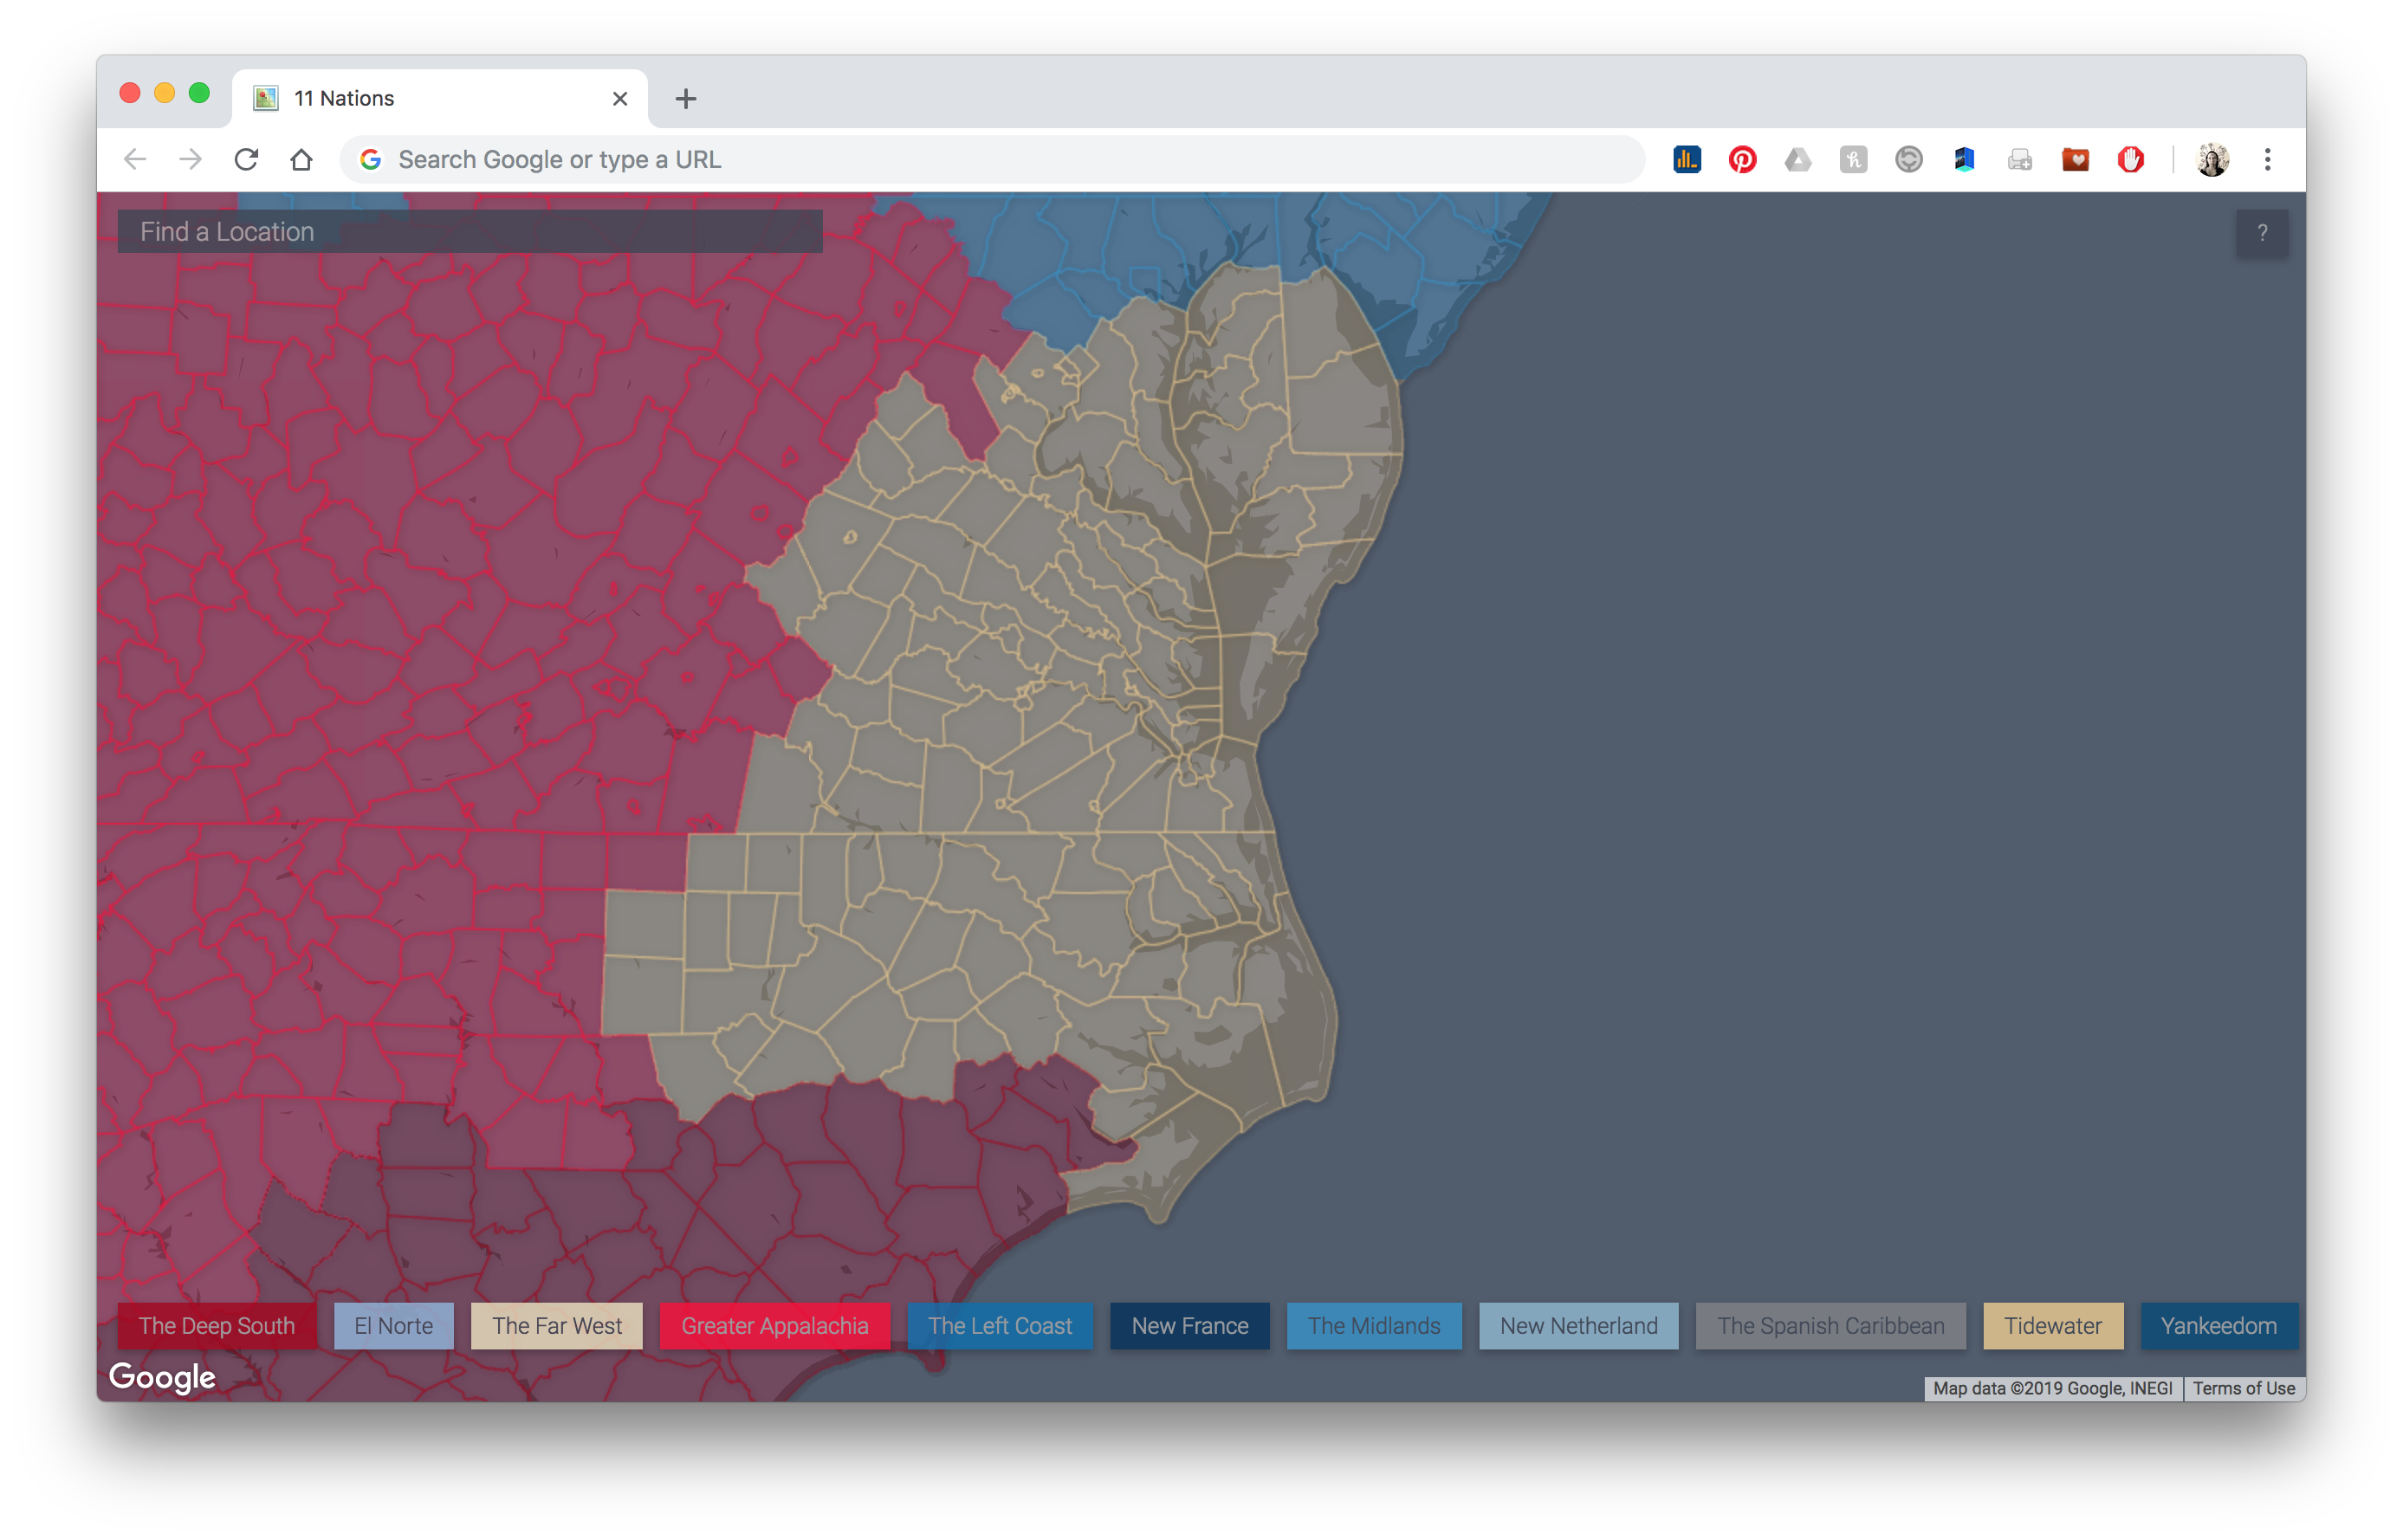 11 Nations
Search Google or type a URL
Find a Location
?
The Deep South
El Norte
The Far West
Greater Appalachia
The Left Coast
New France
The Midlands
New Netherland
The Spanish Caribbean
Tidewater
Yankeedom
Google
Map data ©2019 Google, INEGI
Terms of Use